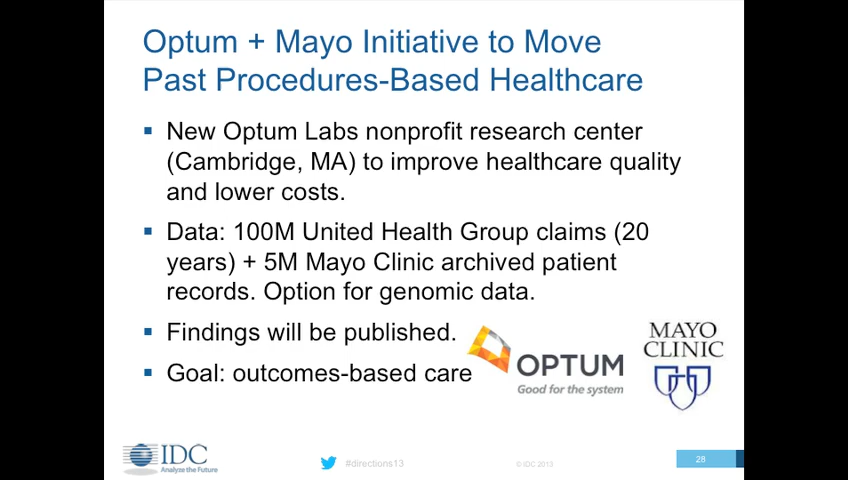 Optum + Mayo Initiative to Move
Past Procedures-Based Healthcare
New Optum Labs nonprofit research center
(Cambridge, MA) to improve healthcare quality
and lower costs.
Data: 100M United Health Group claims (20
years) + 5M Mayo Clinic archived patient
records. Option for genomic data.
Findings will be published.
Goal: outcomes-based care
OPTUM
Good for the system
MAYO
CLINIC
IDC
Analyze the Future
#directions13
© IDC 2013
28